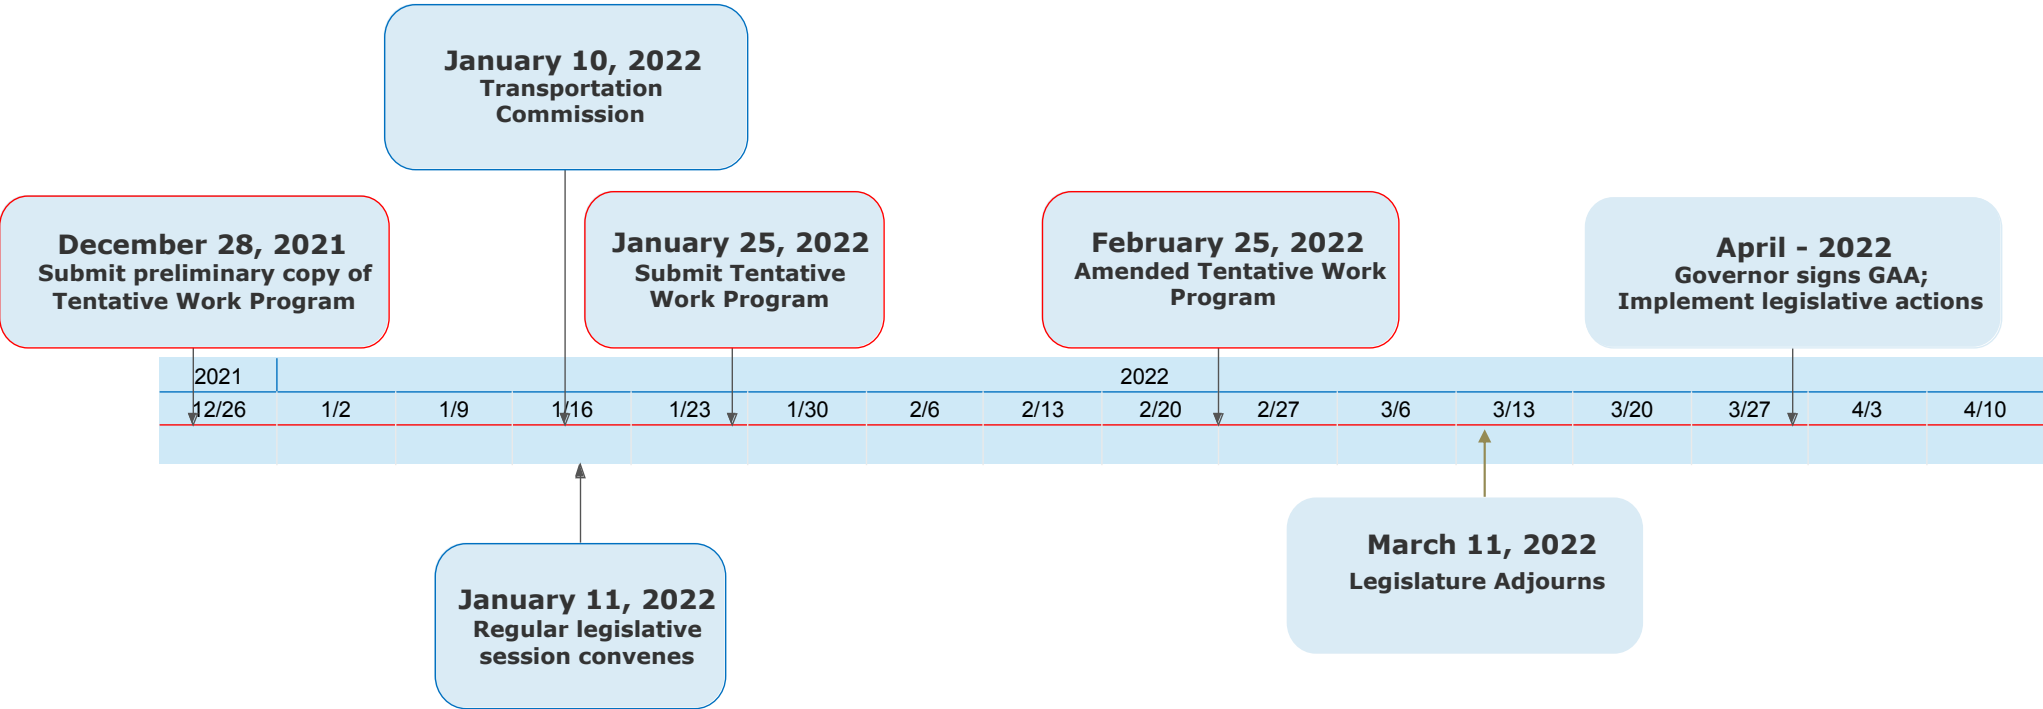 January 10, 2022
Transportation
Commission
December 28, 2021
Submit preliminary copy of
Tentative Work Program
January 25, 2022
Submit Tentative
Work Program
February 25, 2022
Amended Tentative Work
Program
April - 2022
Governor signs GAA;
Implement legislative actions
2021 2022
12/26 1/2 1/9 1/16 1/23 1/30 2/6 2/13 2/20 2/27 3/6 3/13 3/20 3/27 4/3 4/10
January 11, 2022
Regular legislative
session convenes
March 11, 2022
Legislature Adjourns